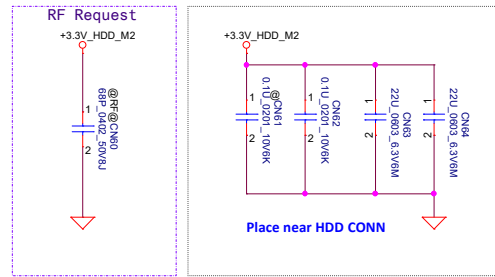 RF Request
+3.3V_HDD_M2
1
@RF@CN60
68P_0402_50V8J
2
+3.3V_HDD_M2
1
@CN61
0.1U_0201_10V6K
2
1
CN62
0.1U_0201_10V6K
2
1
CN63
22U_0603_6.3V6M
2
1
CN64
22U_0603_6.3V6M
2
Place near HDD CONN